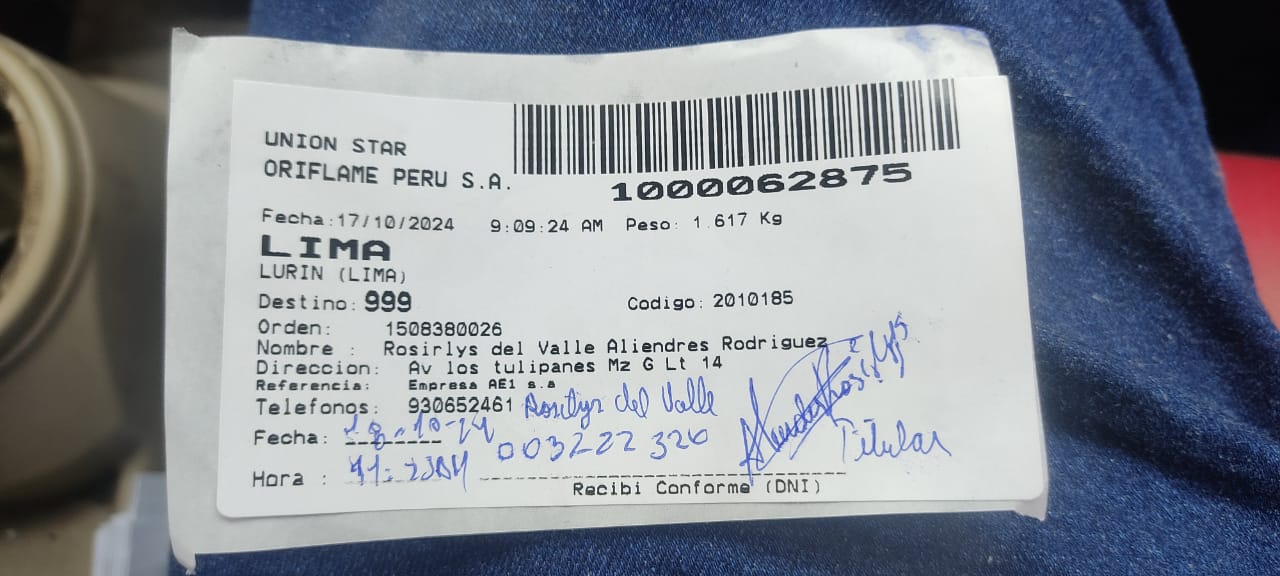 UNION STAR
ORIFLAME PERU S.A.
1000062875
Fecha:17/10/2024 9:09:24 AM Peso: 1.617 Kg
LIMA
LURIN (LIMA)
Destino: 999 Codigo: 2010185
Orden: 1508380026
Nombre : Rosirlys del Valle Aliendres Rodriguez
Direccion: Av los tulipanes Mz G Lt 14
Referencia: Empresa AE1 s.a
Telefonos: 930652461 del Valle
Fecha: 18-10-24 003222320 Titular
Hora :
Recibi Conforme (DNI)